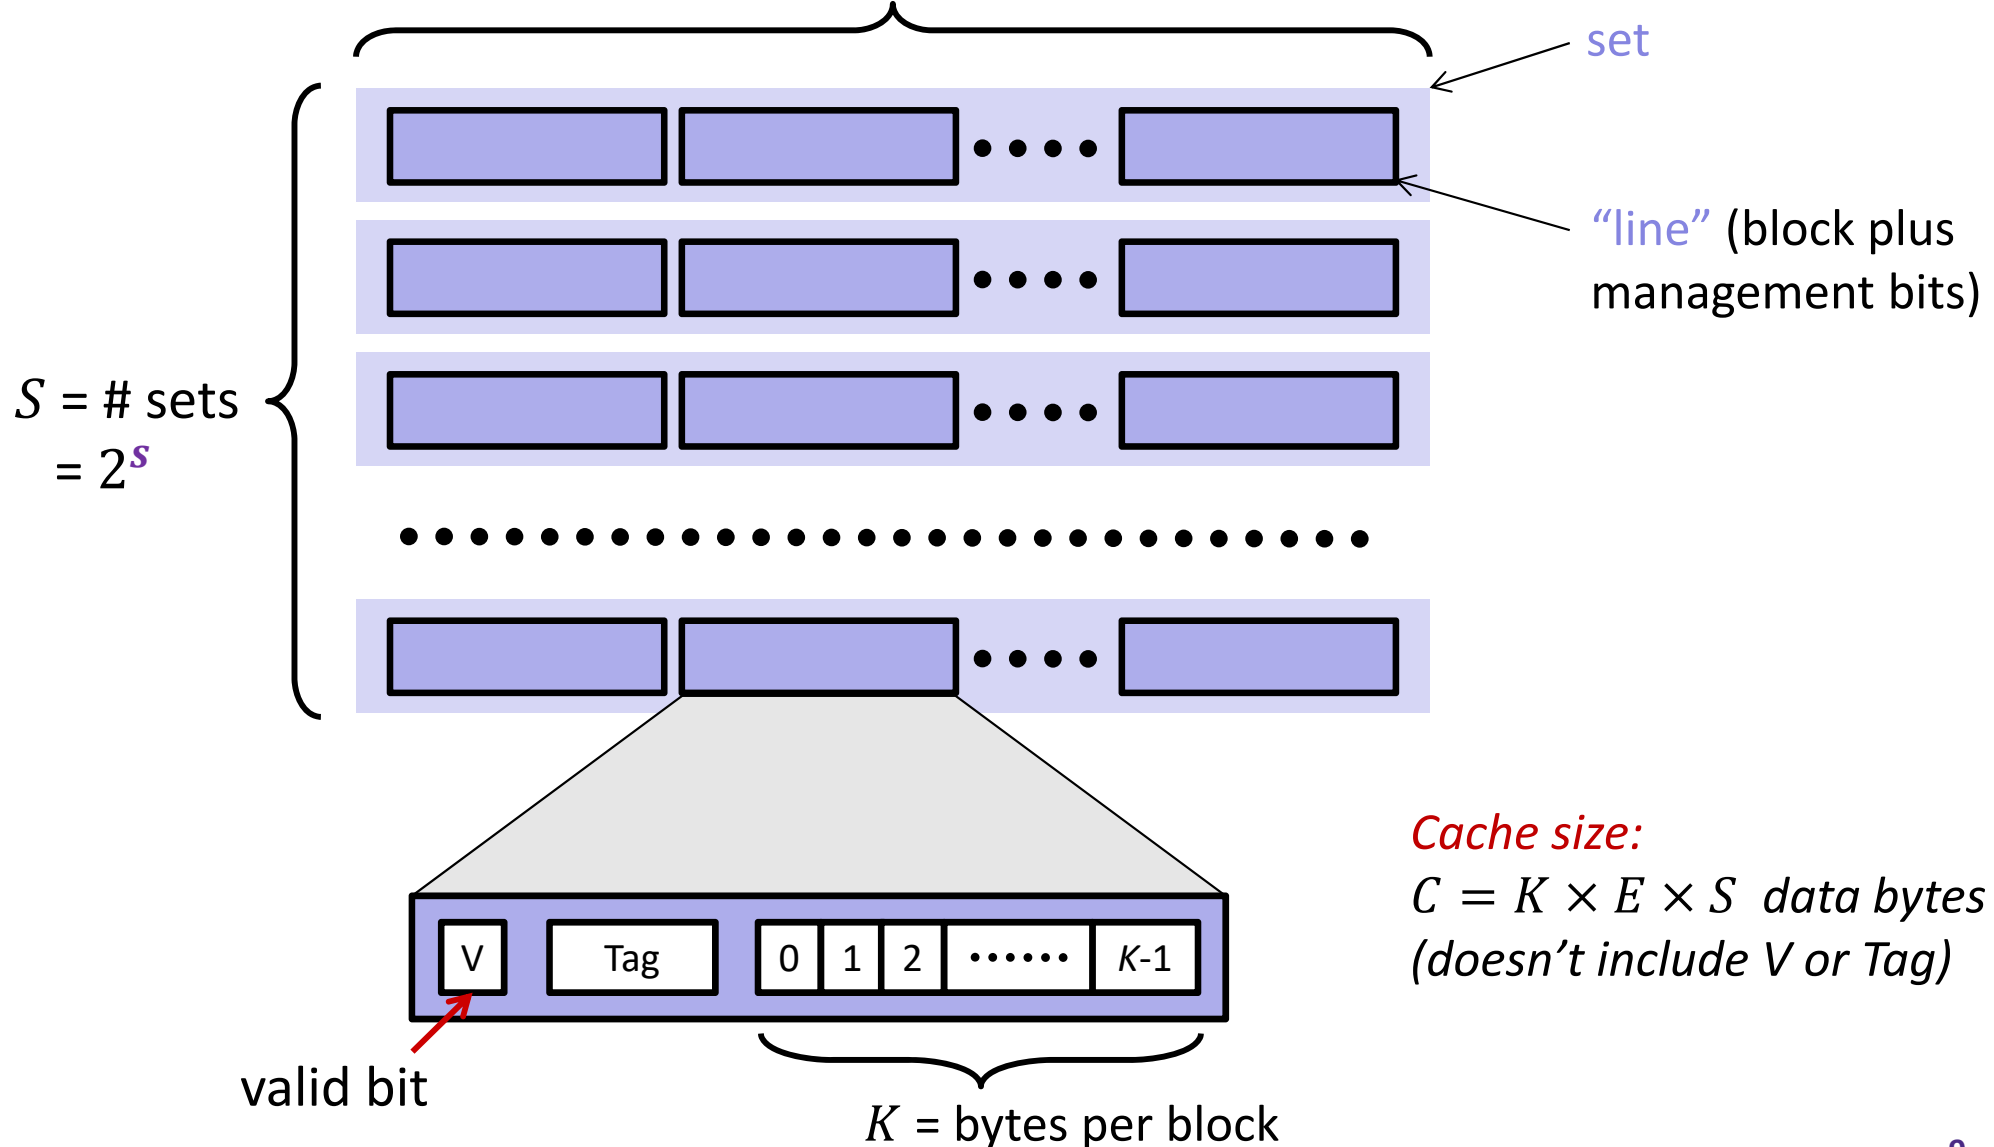 set
“line” (block plus
management bits)
S = # sets
= 2^s
Cache size:
C = K × E × S data bytes
(doesn’t include V or Tag)
V Tag 0 1 2 •••••• K-1
valid bit
K = bytes per block